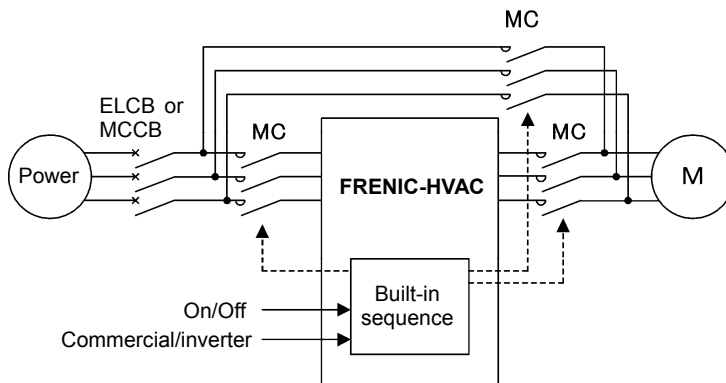 MC
ELCB or
MCCB
MC
MC
Power
FRENIC-HVAC
M
Built-in
sequence
On/Off
Commercial/inverter